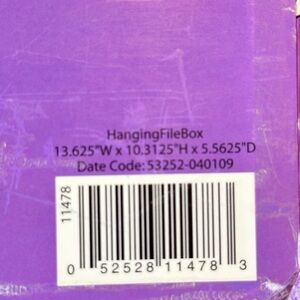 HangingFileBox
13.625"W x 10.3125"H x 5.5625"D
Date Code: 53252-040109
11478
0 52528 11478 3